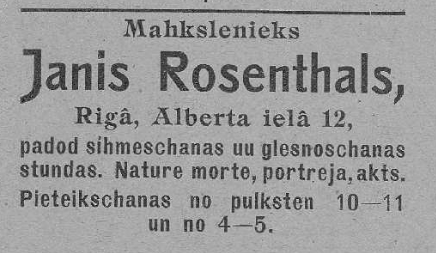 Mahkslenieks
Janis Rosenthals,
Rigâ, Alberta ielâ 12,
padod sihmeschanas uu glesnoschanas
stundas. Nature morte, portreja, akts.
Pieteikschanas no pulksten 10—11
un no 4—5.